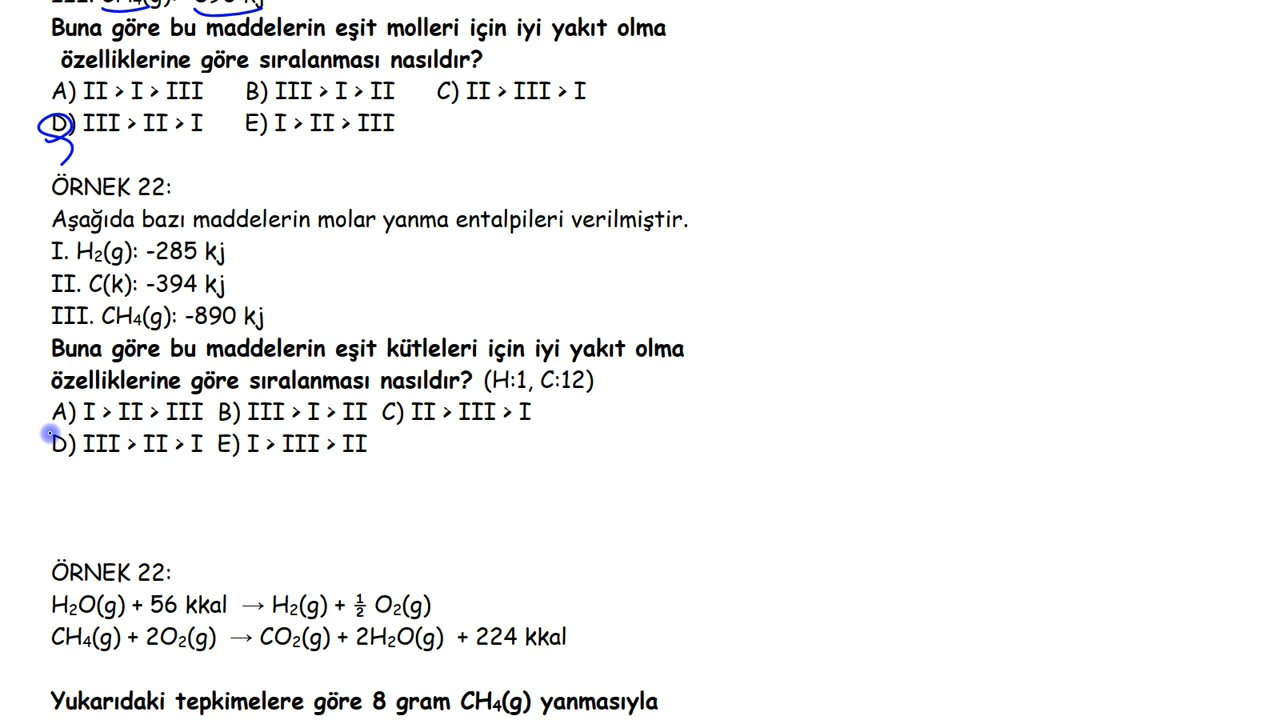 III. CH₄(g): -890 kj
Buna göre bu maddelerin eşit molleri için iyi yakıt olma
özelliklerine göre sıralanması nasıldır?
A) II > I > III B) III > I > II C) II > III > I
D) III > II > I E) I > II > III
ÖRNEK 22:
Aşağıda bazı maddelerin molar yanma entalpileri verilmiştir.
I. H₂(g): -285 kj
II. C(k): -394 kj
III. CH₄(g): -890 kj
Buna göre bu maddelerin eşit kütleleri için iyi yakıt olma
özelliklerine göre sıralanması nasıldır? (H:1, C:12)
A) I > II > III B) III > I > II C) II > III > I
D) III > II > I E) I > III > II
ÖRNEK 22:
H₂O(g) + 56 kkal → H₂(g) + ½ O₂(g)
CH₄(g) + 2O₂(g) → CO₂(g) + 2H₂O(g) + 224 kkal
Yukarıdaki tepkimelere göre 8 gram CH₄(g) yanmasıyla